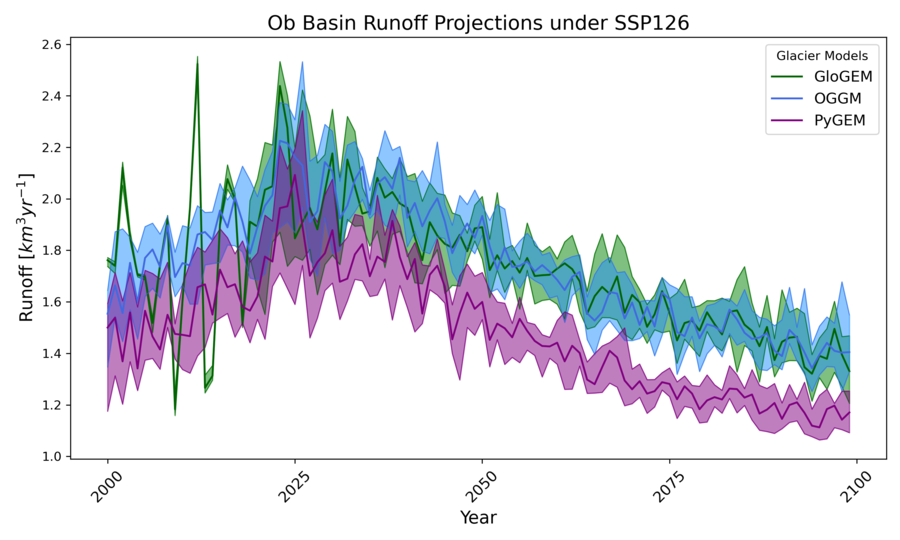 Ob Basin Runoff Projections under SSP126
Glacier Models
GloGEM
OGGM
PyGEM
Runoff [km³yr⁻¹]
2.6
2.4
2.2
2.0
1.8
1.6
1.4
1.2
1.0
2000
2025
2050
2075
2100
Year